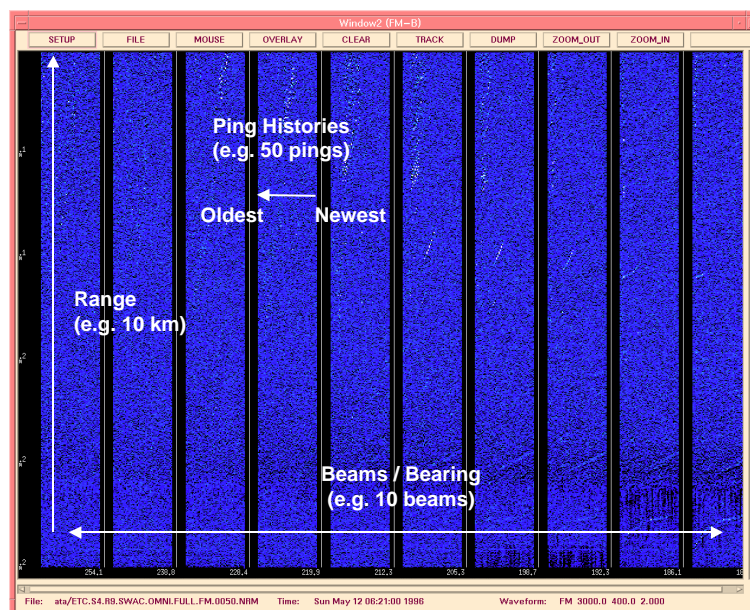 Window2 (FM-B)
SETUP FILE MOUSE OVERLAY CLEAR TRACK DUMP ZOOM_OUT ZOOM_IN
Ping Histories
(e.g. 50 pings)
Oldest Newest
Range
(e.g. 10 km)
Beams / Bearing
(e.g. 10 beams)
254.1 238.8 228.4 219.9 212.3 205.3 198.7 192.3 186.1 18
File: ata/ETC.S4.R9.SWAC.OMNI.FULL.FM.0050.NRM Time: Sun May 12 06:21:00 1996 Waveform: FM 3000.0 400.0 2.000